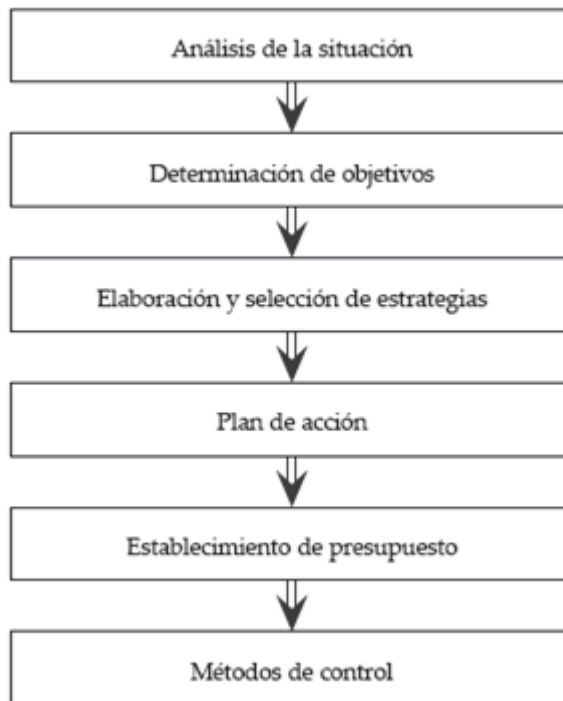 Análisis de la situación
Determinación de objetivos
Elaboración y selección de estrategias
Plan de acción
Establecimiento de presupuesto
Métodos de control